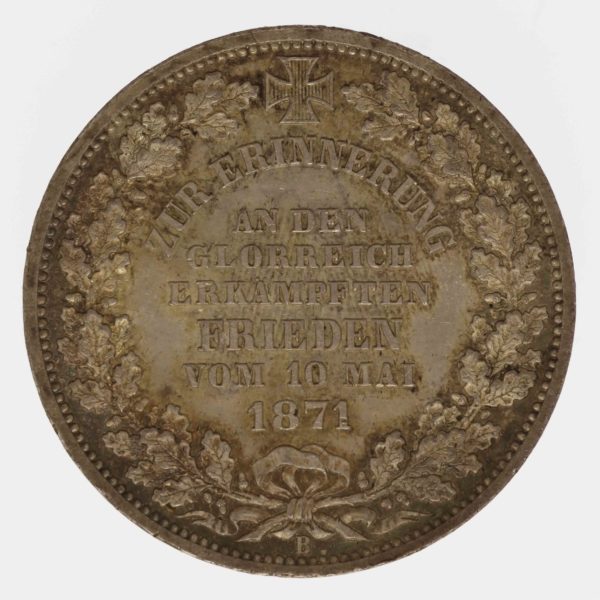 ZUR ERINNERUNG
AN DEN
GLORREICH
ERKÄMPFTEN
FRIEDEN
VOM 10 MAI
1871
B.